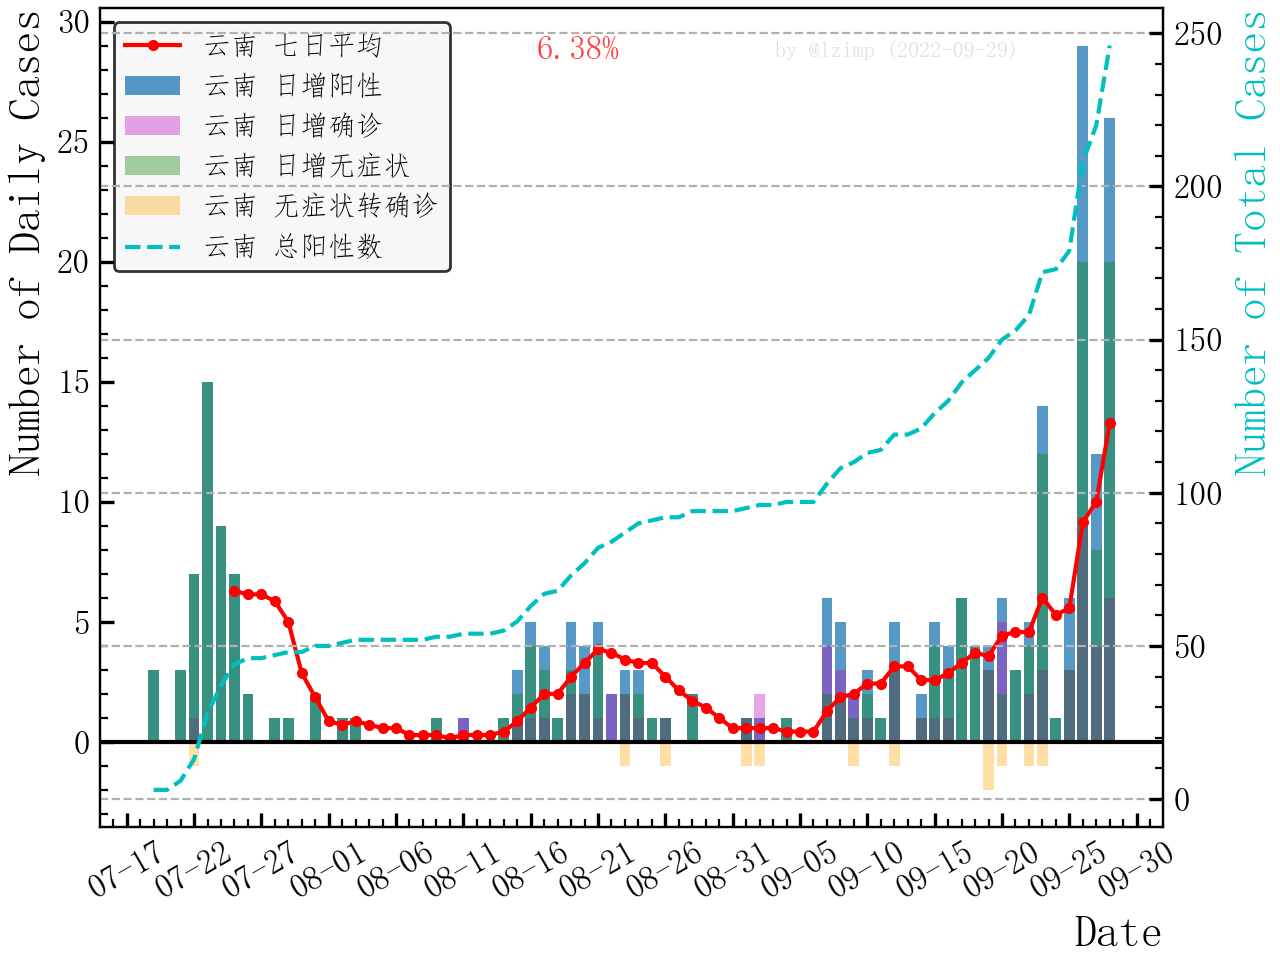 云南 七日平均
云南 日增阳性
云南 日增确诊
云南 日增无症状
云南 无症状转确诊
云南 总阳性数
6.38%
by @lzimp (2022-09-29)
Number of Daily Cases
30
25
20
15
10
5
0
Number of Total Cases
250
200
150
100
50
0
07-17 07-22 07-27 08-01 08-06 08-11 08-16 08-21 08-26 08-31 09-05 09-10 09-15 09-20 09-25 09-30
Date